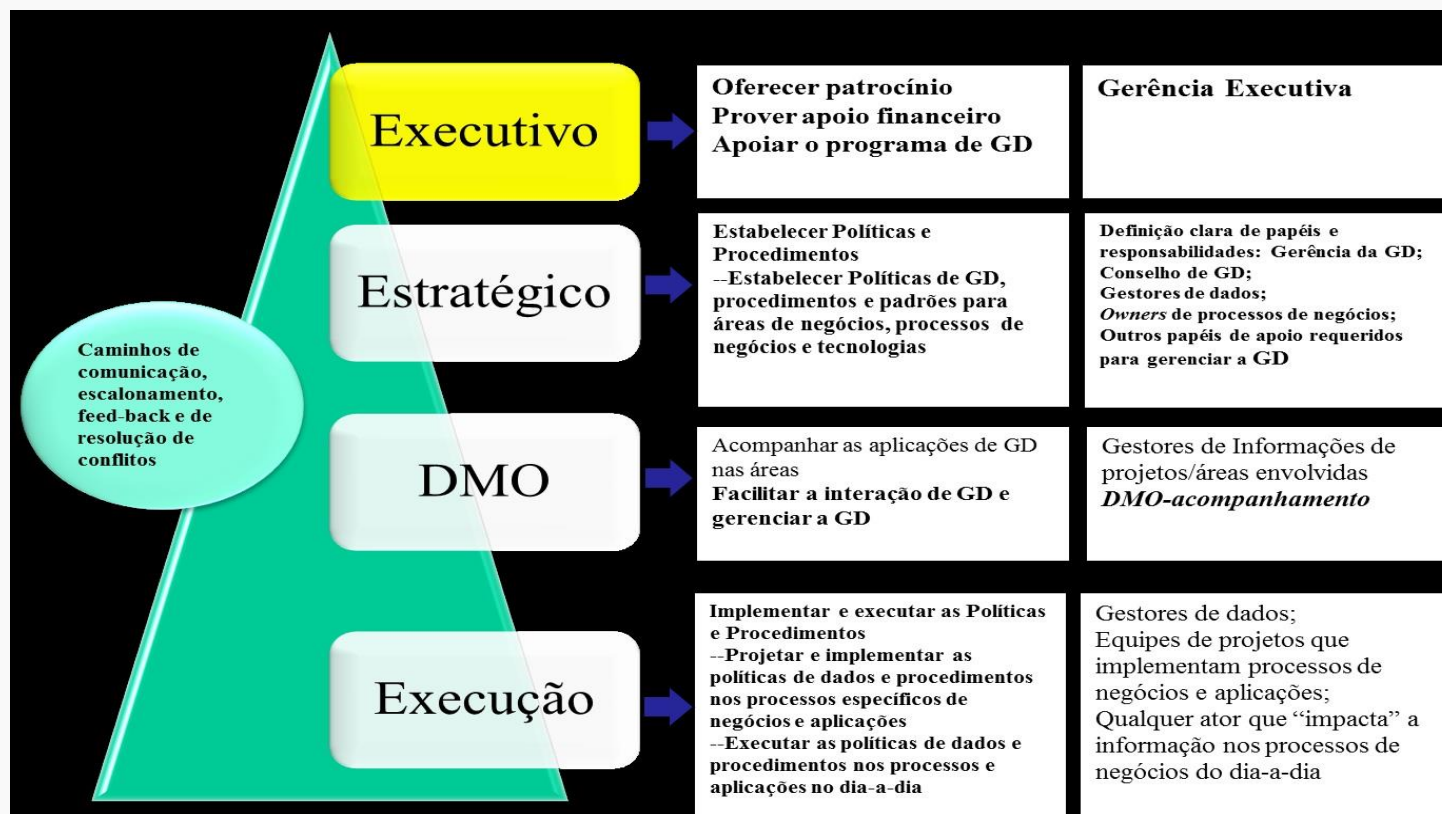 Executivo
Oferecer patrocínio
Prover apoio financeiro
Apoiar o programa de GD
Gerência Executiva
Estratégico
Estabelecer Políticas e
Procedimentos
--Estabelecer Políticas de GD,
procedimentos e padrões para
áreas de negócios, processos de
negócios e tecnologias
Definição clara de papéis e
responsabilidades: Gerência da GD;
Conselho de GD;
Gestores de dados;
Owners de processos de negócios;
Outros papéis de apoio requeridos
para gerenciar a GD
Caminhos de
comunicação,
escalonamento,
feed-back e de
resolução de
conflitos
DMO
Acompanhar as aplicações de GD
nas áreas
Facilitar a interação de GD e
gerenciar a GD
Gestores de Informações de
projetos/áreas envolvidas
DMO-acompanhamento
Execução
Implementar e executar as Políticas
e Procedimentos
--Projetar e implementar as
políticas de dados e procedimentos
nos processos específicos de
negócios e aplicações
--Executar as políticas de dados e
procedimentos nos processos e
aplicações no dia-a-dia
Gestores de dados;
Equipes de projetos que
implementam processos de
negócios e aplicações;
Qualquer ator que “impacta” a
informação nos processos de
negócios do dia-a-dia